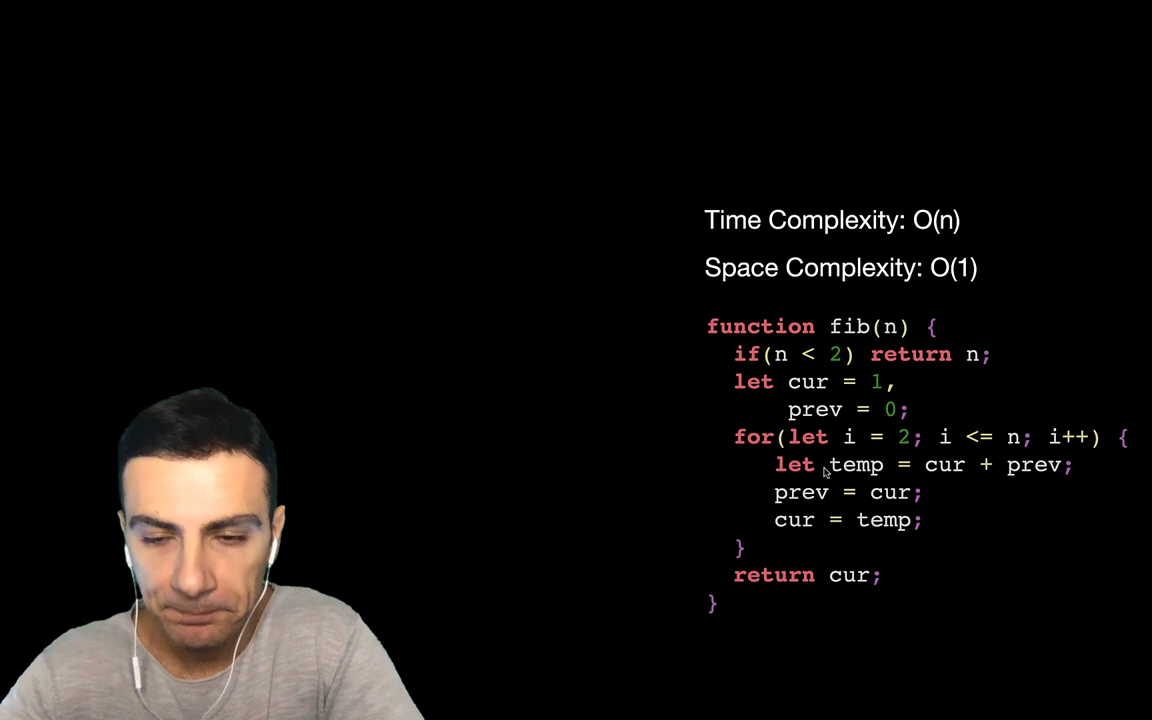 Time Complexity: O(n)
Space Complexity: O(1)
function fib(n) {
  if(n < 2) return n;
  let cur = 1,
      prev = 0;
  for(let i = 2; i <= n; i++) {
     let temp = cur + prev;
     prev = cur;
     cur = temp;
  }
  return cur;
}